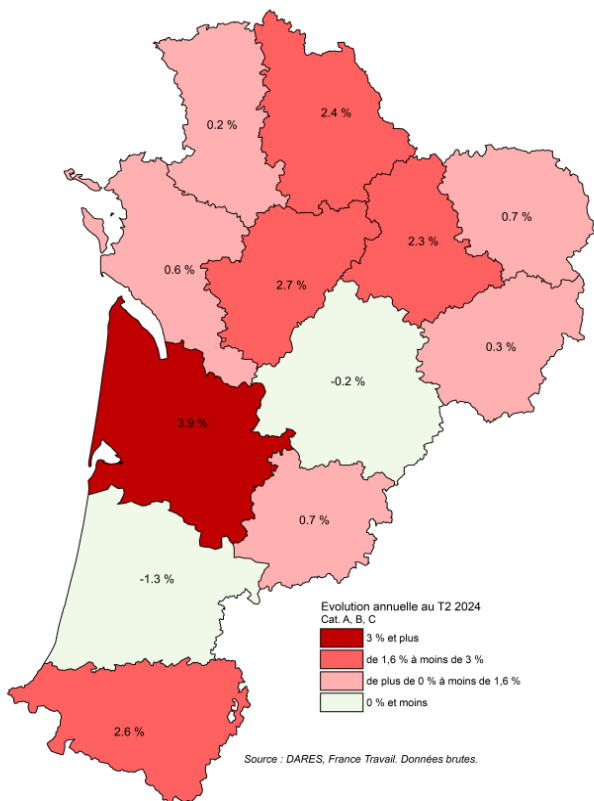 2.4 %
0.2 %
0.7 %
2.3 %
0.6 %
2.7 %
0.3 %
-0.2 %
3.9 %
0.7 %
-1.3 %
2.6 %
Evolution annuelle au T2 2024
Cat. A, B, C
3 % et plus
de 1,6 % à moins de 3 %
de plus de 0 % à moins de 1,6 %
0 % et moins
Source : DARES, France Travail. Données brutes.